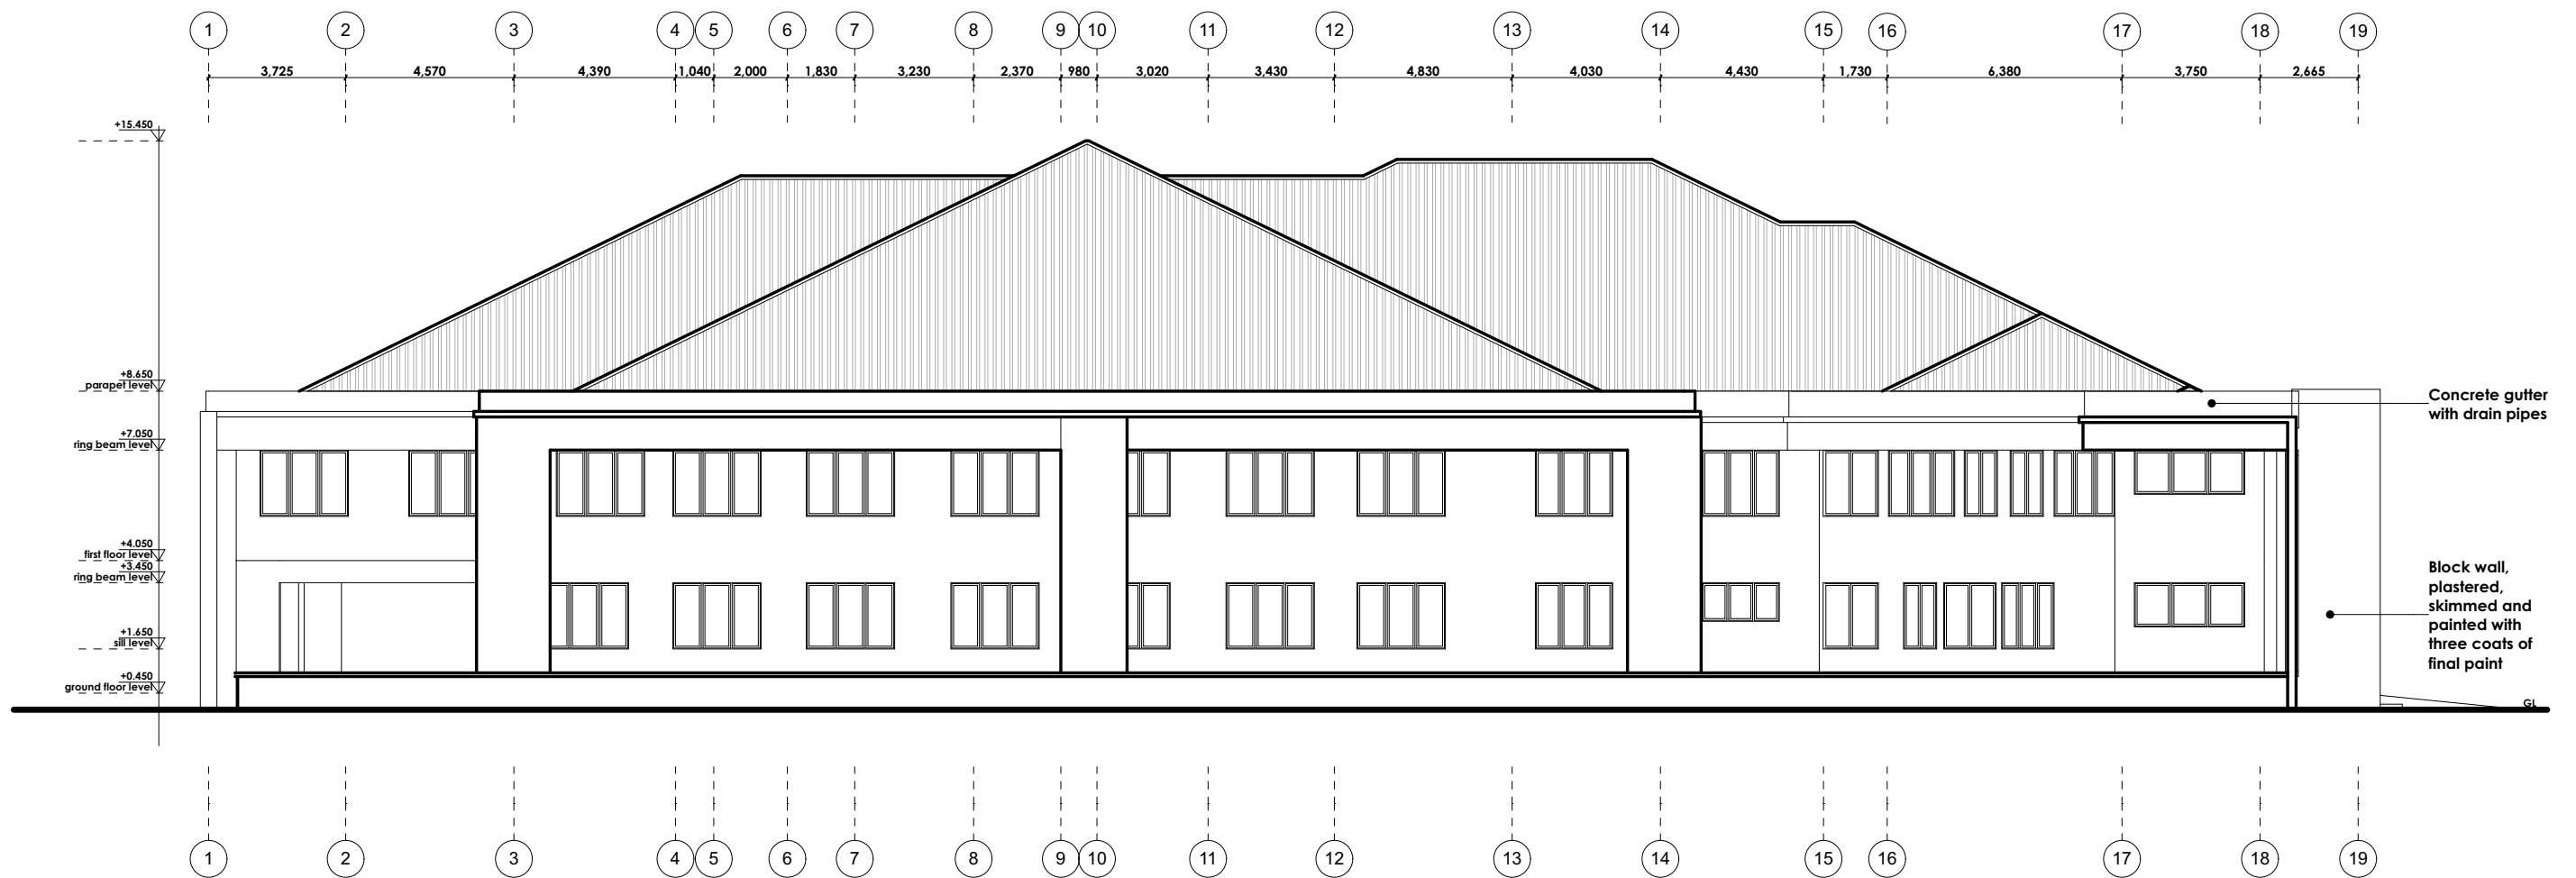 1 2 3 4 5 6 7 8 9 10 11 12 13 14 15 16 17 18 19
3,725 4,570 4,390 1,040 2,000 1,830 3,230 2,370 980 3,020 3,430 4,830 4,030 4,430 1,730 6,380 3,750 2,665
+15.450
+8.650
parapet level
+7.050
ring beam level
+4.050
first floor level
+3.450
ring beam level
+1.650
sill level
+0.450
ground floor level
Concrete gutter
with drain pipes
Block wall,
plastered,
skimmed and
painted with
three coats of
final paint
GL
1 2 3 4 5 6 7 8 9 10 11 12 13 14 15 16 17 18 19